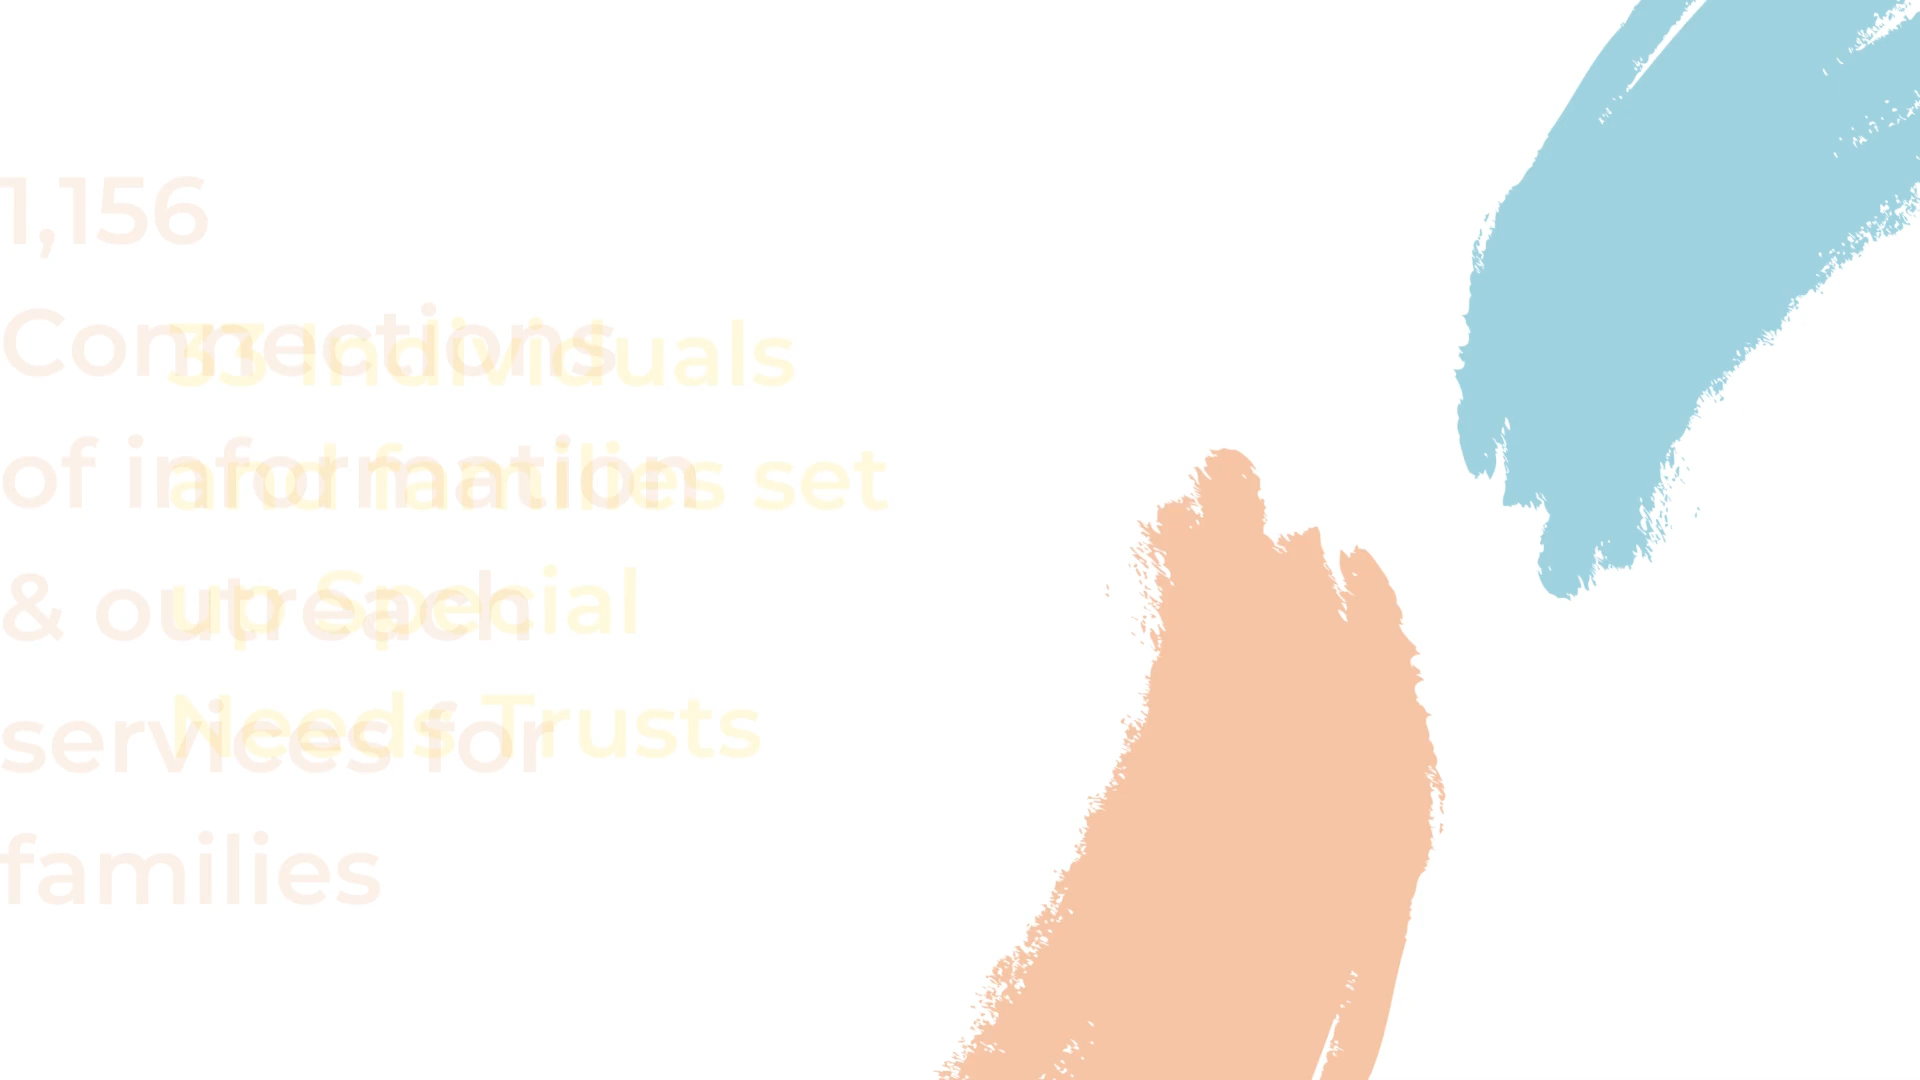 1,156
Connections
of information
& outreach
services for
families
33 Individuals
and families set
up Special
Needs Trusts